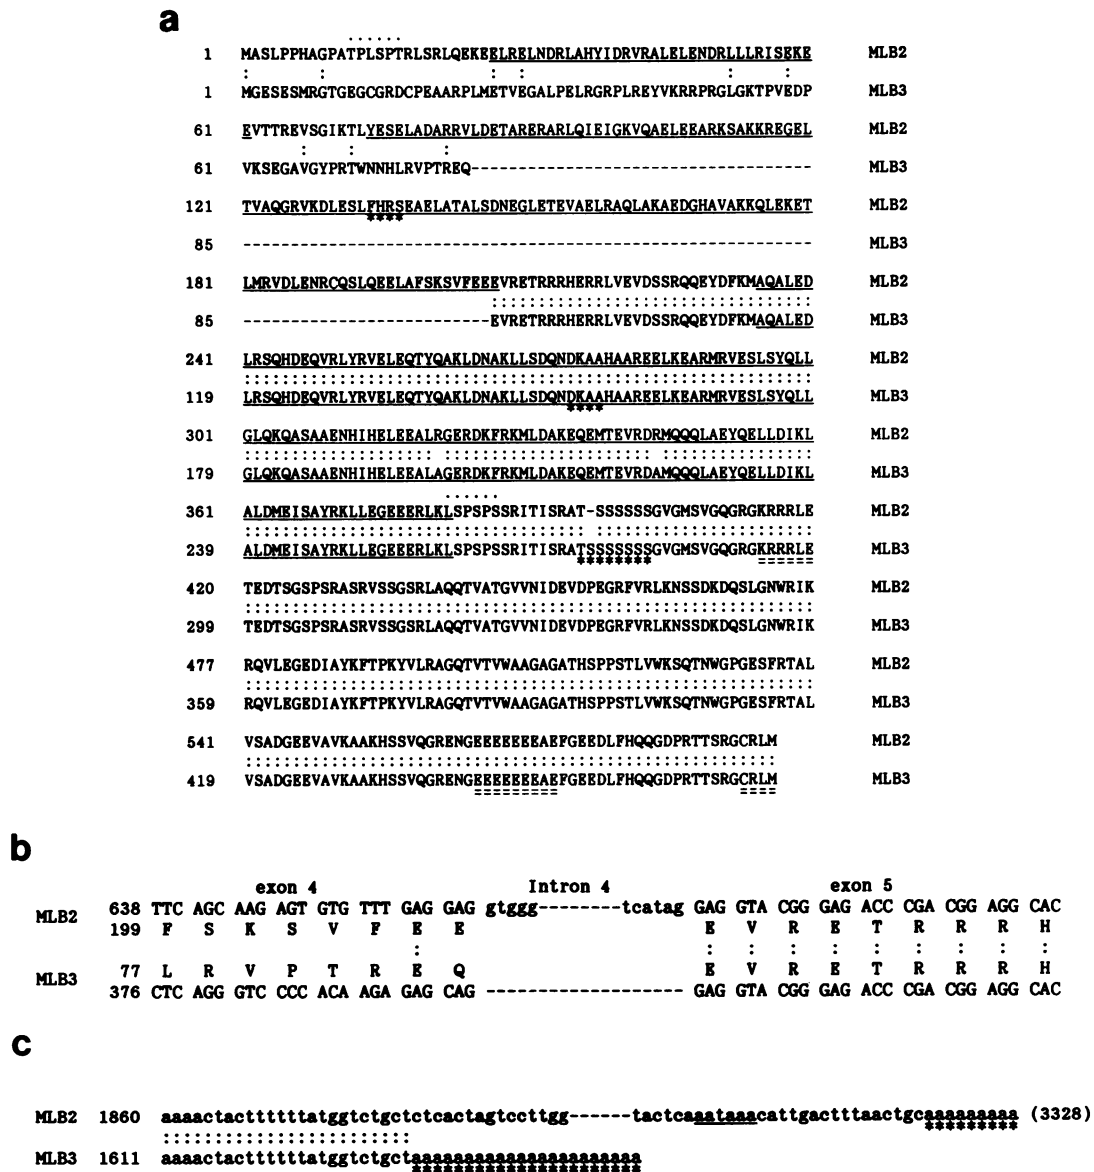 a
1 MASLPPHAGPATPLSPTRLSRLQEKEELRELNDRLAHYIDRVRALELENDRLLLRISEKE MLB2
1 MGESESMRGTGEGCGRDCPEAARPLMETVEGALPELRGRPLREYVKRRPRGLGKTPVEDP MLB3
61 EVTTREVSGIKTLYESELADARRVLDETARERARLQIEIGKVQAELEEARKSAKKREGEL MLB2
61 VKSEGAVGYPRTWNNHLRVPTREQ------------------------------------ MLB3
121 TVAQGRVKDLESLFHRSEAELATALSDNEGLETEVAELRAQLAKAEDGHAVAKKQLEKET MLB2
85 ------------------------------------------------------------ MLB3
181 LMRVDLENRCQSLQEELAFSKSVFEEEVRETRRRHERRLVEVDSSRQQEYDFKMAQALED MLB2
85 --------------------------EVRETRRRHERRLVEVDSSRQQEYDFKMAQALED MLB3
241 LRSQHDEQVRLYRVELEQTYQAKLDNAKLLSDQNDKAAHAAREELKEARMRVESLSYQLL MLB2
119 LRSQHDEQVRLYRVELEQTYQAKLDNAKLLSDQNDKAAHAAREELKEARMRVESLSYQLL MLB3
301 GLQKQASAAENHIHELEEALRGERDKFRKMLDAKEQEMTEVRDRMQQQLAEYQELLDIKL MLB2
179 GLQKQASAAENHIHELEEALAGERDKFRKMLDAKEQEMTEVRDAMQQQLAEYQELLDIKL MLB3
361 ALDMEISAYRKLLEGEEERLKLSPSPSSRITISRAT-SSSSSSSGVGMSVGQGRGKRRRLE MLB2
239 ALDMEISAYRKLLEGEEERLKLSPSPSSRITISRATSSSSSSSSGVGMSVGQGRGKRRRLE MLB3
420 TEDTSGSPSRASRVSSGSRLAQQTVATGVVNIDEVDPEGRFVRLKNSSDKDQSLGNWRIK MLB2
299 TEDTSGSPSRASRVSSGSRLAQQTVATGVVNIDEVDPEGRFVRLKNSSDKDQSLGNWRIK MLB3
477 RQVLEGEDIAYKFTPKYVLRAGQTVTVWAAGAGATHSPPSTLVWKSQTNWGPGESFRTAL MLB2
359 RQVLEGEDIAYKFTPKYVLRAGQTVTVWAAGAGATHSPPSTLVWKSQTNWGPGESFRTAL MLB3
541 VSADGEEVAVKAAKHSSVQGRENGEEEEEEEAEFGEEDLFHQQGDPRTTSRGCRLM MLB2
419 VSADGEEVAVKAAKHSSVQGRENGEEEEEEEAEFGEEDLFHQQGDPRTTSRGCRLM MLB3
b
exon 4 Intron 4 exon 5
MLB2 638 TTC AGC AAG AGT GTG TTT GAG GAG gtggg--------tcatag GAG GTA CGG GAG ACC CGA CGG AGG CAC
199 F S K S V F E E E V R E T R R R H
MLB3 77 L R V P T R E Q E V R E T R R R H
376 CTC AGG GTC CCC ACA AGA GAG CAG ------------------- GAG GTA CGG GAG ACC CGA CGG AGG CAC
c
MLB2 1860 aaaactacttttttatggtctgctctcactagtccttgg------tactcaaataaacattgactttaactgcaaaaaaaaa (3328)
MLB3 1611 aaaactacttttttatggtctgctaaaaaaaaaaaaaaaaaaaaaa